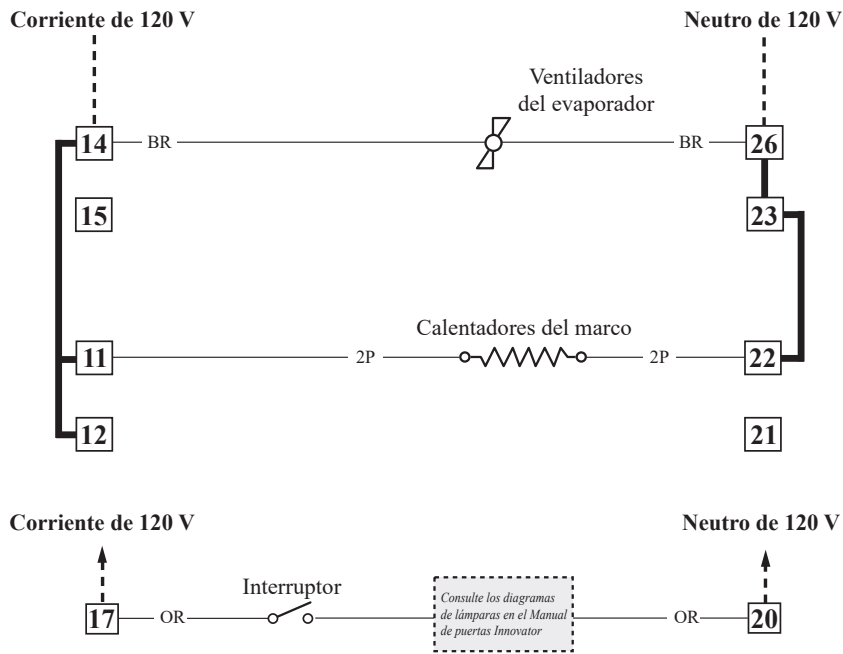 Corriente de 120 V
Neutro de 120 V
Ventiladores
del evaporador
14
BR
BR
26
15
23
Calentadores del marco
11
2P
2P
22
12
21
Corriente de 120 V
Neutro de 120 V
Interruptor
Consulte los diagramas
de lámparas en el Manual
de puertas Innovator
17
OR
OR
20